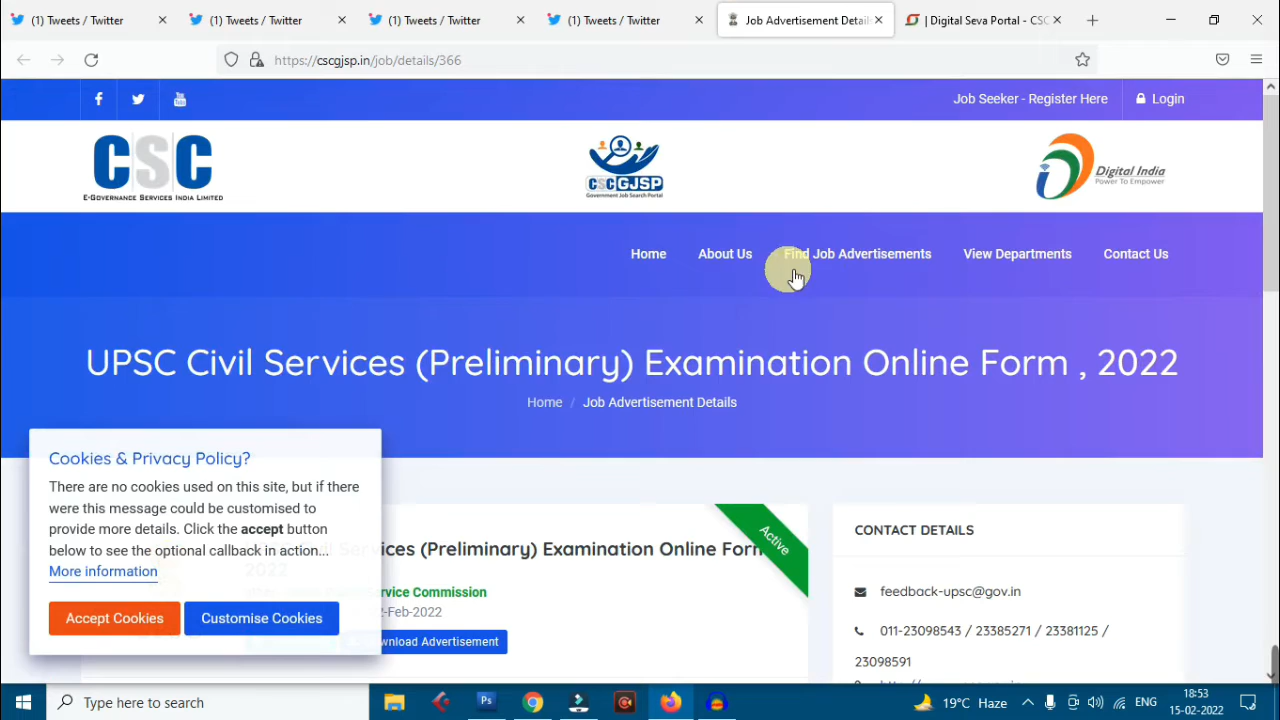 (1) Tweets / Twitter
(1) Tweets / Twitter
(1) Tweets / Twitter
(1) Tweets / Twitter
Job Advertisement Details
| Digital Seva Portal - CSC
https://cscgjsp.in/job/details/366
Job Seeker - Register Here
Login
CSC
E-GOVERNANCE SERVICES INDIA LIMITED
CSCGJSP
Government Job Search Portal
Digital India
Power To Empower
Home
About Us
Find Job Advertisements
View Departments
Contact Us
UPSC Civil Services (Preliminary) Examination Online Form , 2022
Home / Job Advertisement Details
Cookies & Privacy Policy?
There are no cookies used on this site, but if there
were this message could be customised to
provide more details. Click the accept button
below to see the optional callback in action...
More information
Accept Cookies
Customise Cookies
Services (Preliminary) Examination Online Form
2022
Service Commission
-Feb-2022
Advertisement
Active
CONTACT DETAILS
feedback-upsc@gov.in
011-23098543 / 23385271 / 23381125 /
23098591
Type here to search
Ps
19°C Haze
ENG
18:53
15-02-2022